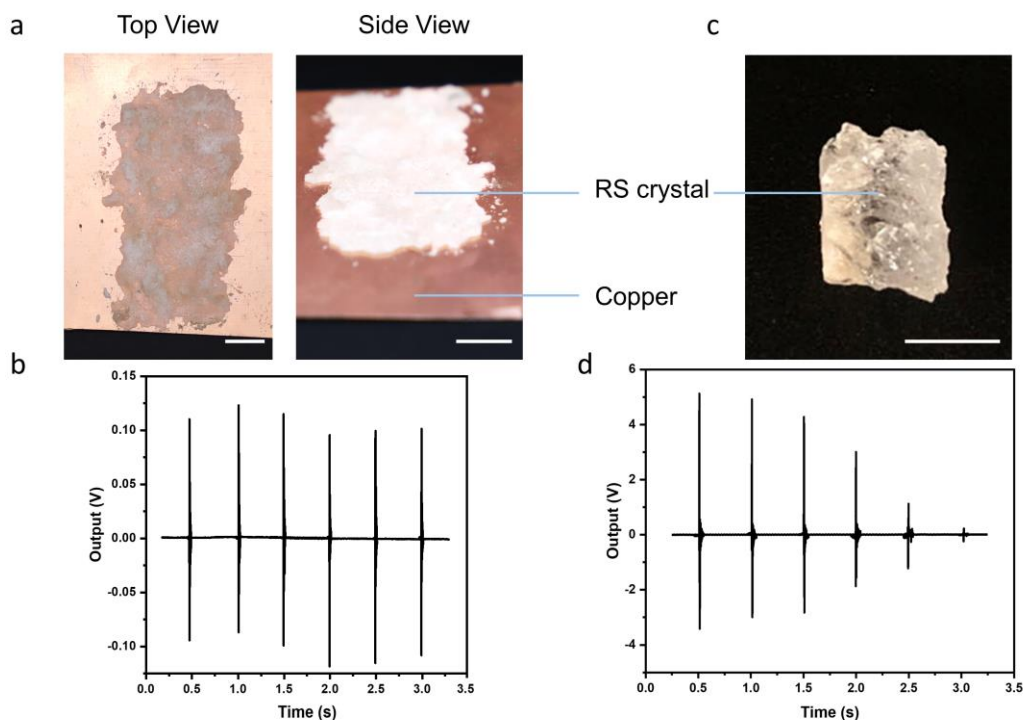 a
Top View
Side View
c
RS crystal
Copper
b
0.15
0.10
0.05
0.00
-0.05
-0.10
Output (V)
0.0 0.5 1.0 1.5 2.0 2.5 3.0 3.5
Time (s)
d
6
4
2
0
-2
-4
Output (V)
0.0 0.5 1.0 1.5 2.0 2.5 3.0 3.5
Time (s)